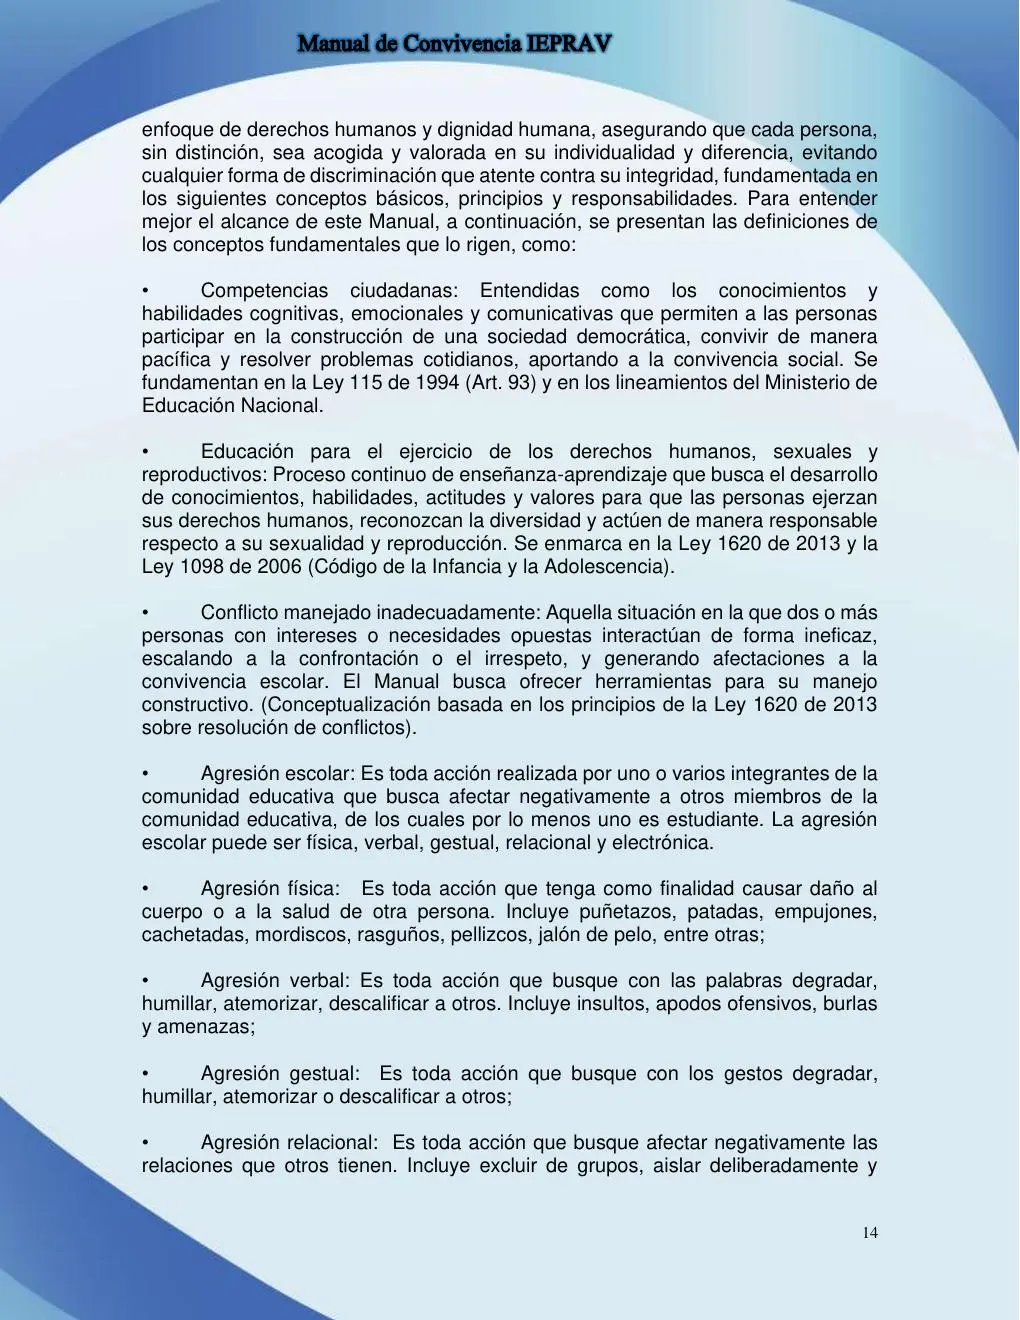 Manual de Convivencia IEPRAV
enfoque de derechos humanos y dignidad humana, asegurando que cada persona,
sin distinción, sea acogida y valorada en su individualidad y diferencia, evitando
cualquier forma de discriminación que atente contra su integridad, fundamentada en
los siguientes conceptos básicos, principios y responsabilidades. Para entender
mejor el alcance de este Manual, a continuación, se presentan las definiciones de
los conceptos fundamentales que lo rigen, como:
• Competencias ciudadanas: Entendidas como los conocimientos y
habilidades cognitivas, emocionales y comunicativas que permiten a las personas
participar en la construcción de una sociedad democrática, convivir de manera
pacífica y resolver problemas cotidianos, aportando a la convivencia social. Se
fundamentan en la Ley 115 de 1994 (Art. 93) y en los lineamientos del Ministerio de
Educación Nacional.
• Educación para el ejercicio de los derechos humanos, sexuales y
reproductivos: Proceso continuo de enseñanza-aprendizaje que busca el desarrollo
de conocimientos, habilidades, actitudes y valores para que las personas ejerzan
sus derechos humanos, reconozcan la diversidad y actúen de manera responsable
respecto a su sexualidad y reproducción. Se enmarca en la Ley 1620 de 2013 y la
Ley 1098 de 2006 (Código de la Infancia y la Adolescencia).
• Conflicto manejado inadecuadamente: Aquella situación en la que dos o más
personas con intereses o necesidades opuestas interactúan de forma ineficaz,
escalando a la confrontación o el irrespeto, y generando afectaciones a la
convivencia escolar. El Manual busca ofrecer herramientas para su manejo
constructivo. (Conceptualización basada en los principios de la Ley 1620 de 2013
sobre resolución de conflictos).
• Agresión escolar: Es toda acción realizada por uno o varios integrantes de la
comunidad educativa que busca afectar negativamente a otros miembros de la
comunidad educativa, de los cuales por lo menos uno es estudiante. La agresión
escolar puede ser física, verbal, gestual, relacional y electrónica.
• Agresión física: Es toda acción que tenga como finalidad causar daño al
cuerpo o a la salud de otra persona. Incluye puñetazos, patadas, empujones,
cachetadas, mordiscos, rasguños, pellizcos, jalón de pelo, entre otras;
• Agresión verbal: Es toda acción que busque con las palabras degradar,
humillar, atemorizar, descalificar a otros. Incluye insultos, apodos ofensivos, burlas
y amenazas;
• Agresión gestual: Es toda acción que busque con los gestos degradar,
humillar, atemorizar o descalificar a otros;
• Agresión relacional: Es toda acción que busque afectar negativamente las
relaciones que otros tienen. Incluye excluir de grupos, aislar deliberadamente y
14